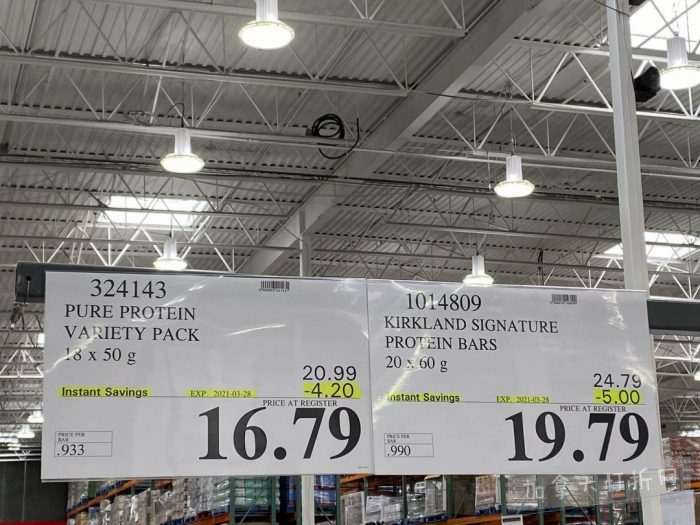 324143
PURE PROTEIN
VARIETY PACK
18 x 50 g
20.99
Instant Savings EXP. 2021-03-28 -4.20
PRICE AT REGISTER
PRICE PER
BAR
.933
16.79
1014809
KIRKLAND SIGNATURE
PROTEIN BARS
20 x 60 g
24.79
Instant Savings EXP. 2021-03-28 -5.00
PRICE AT REGISTER
PRICE PER
BAR
.990
19.79